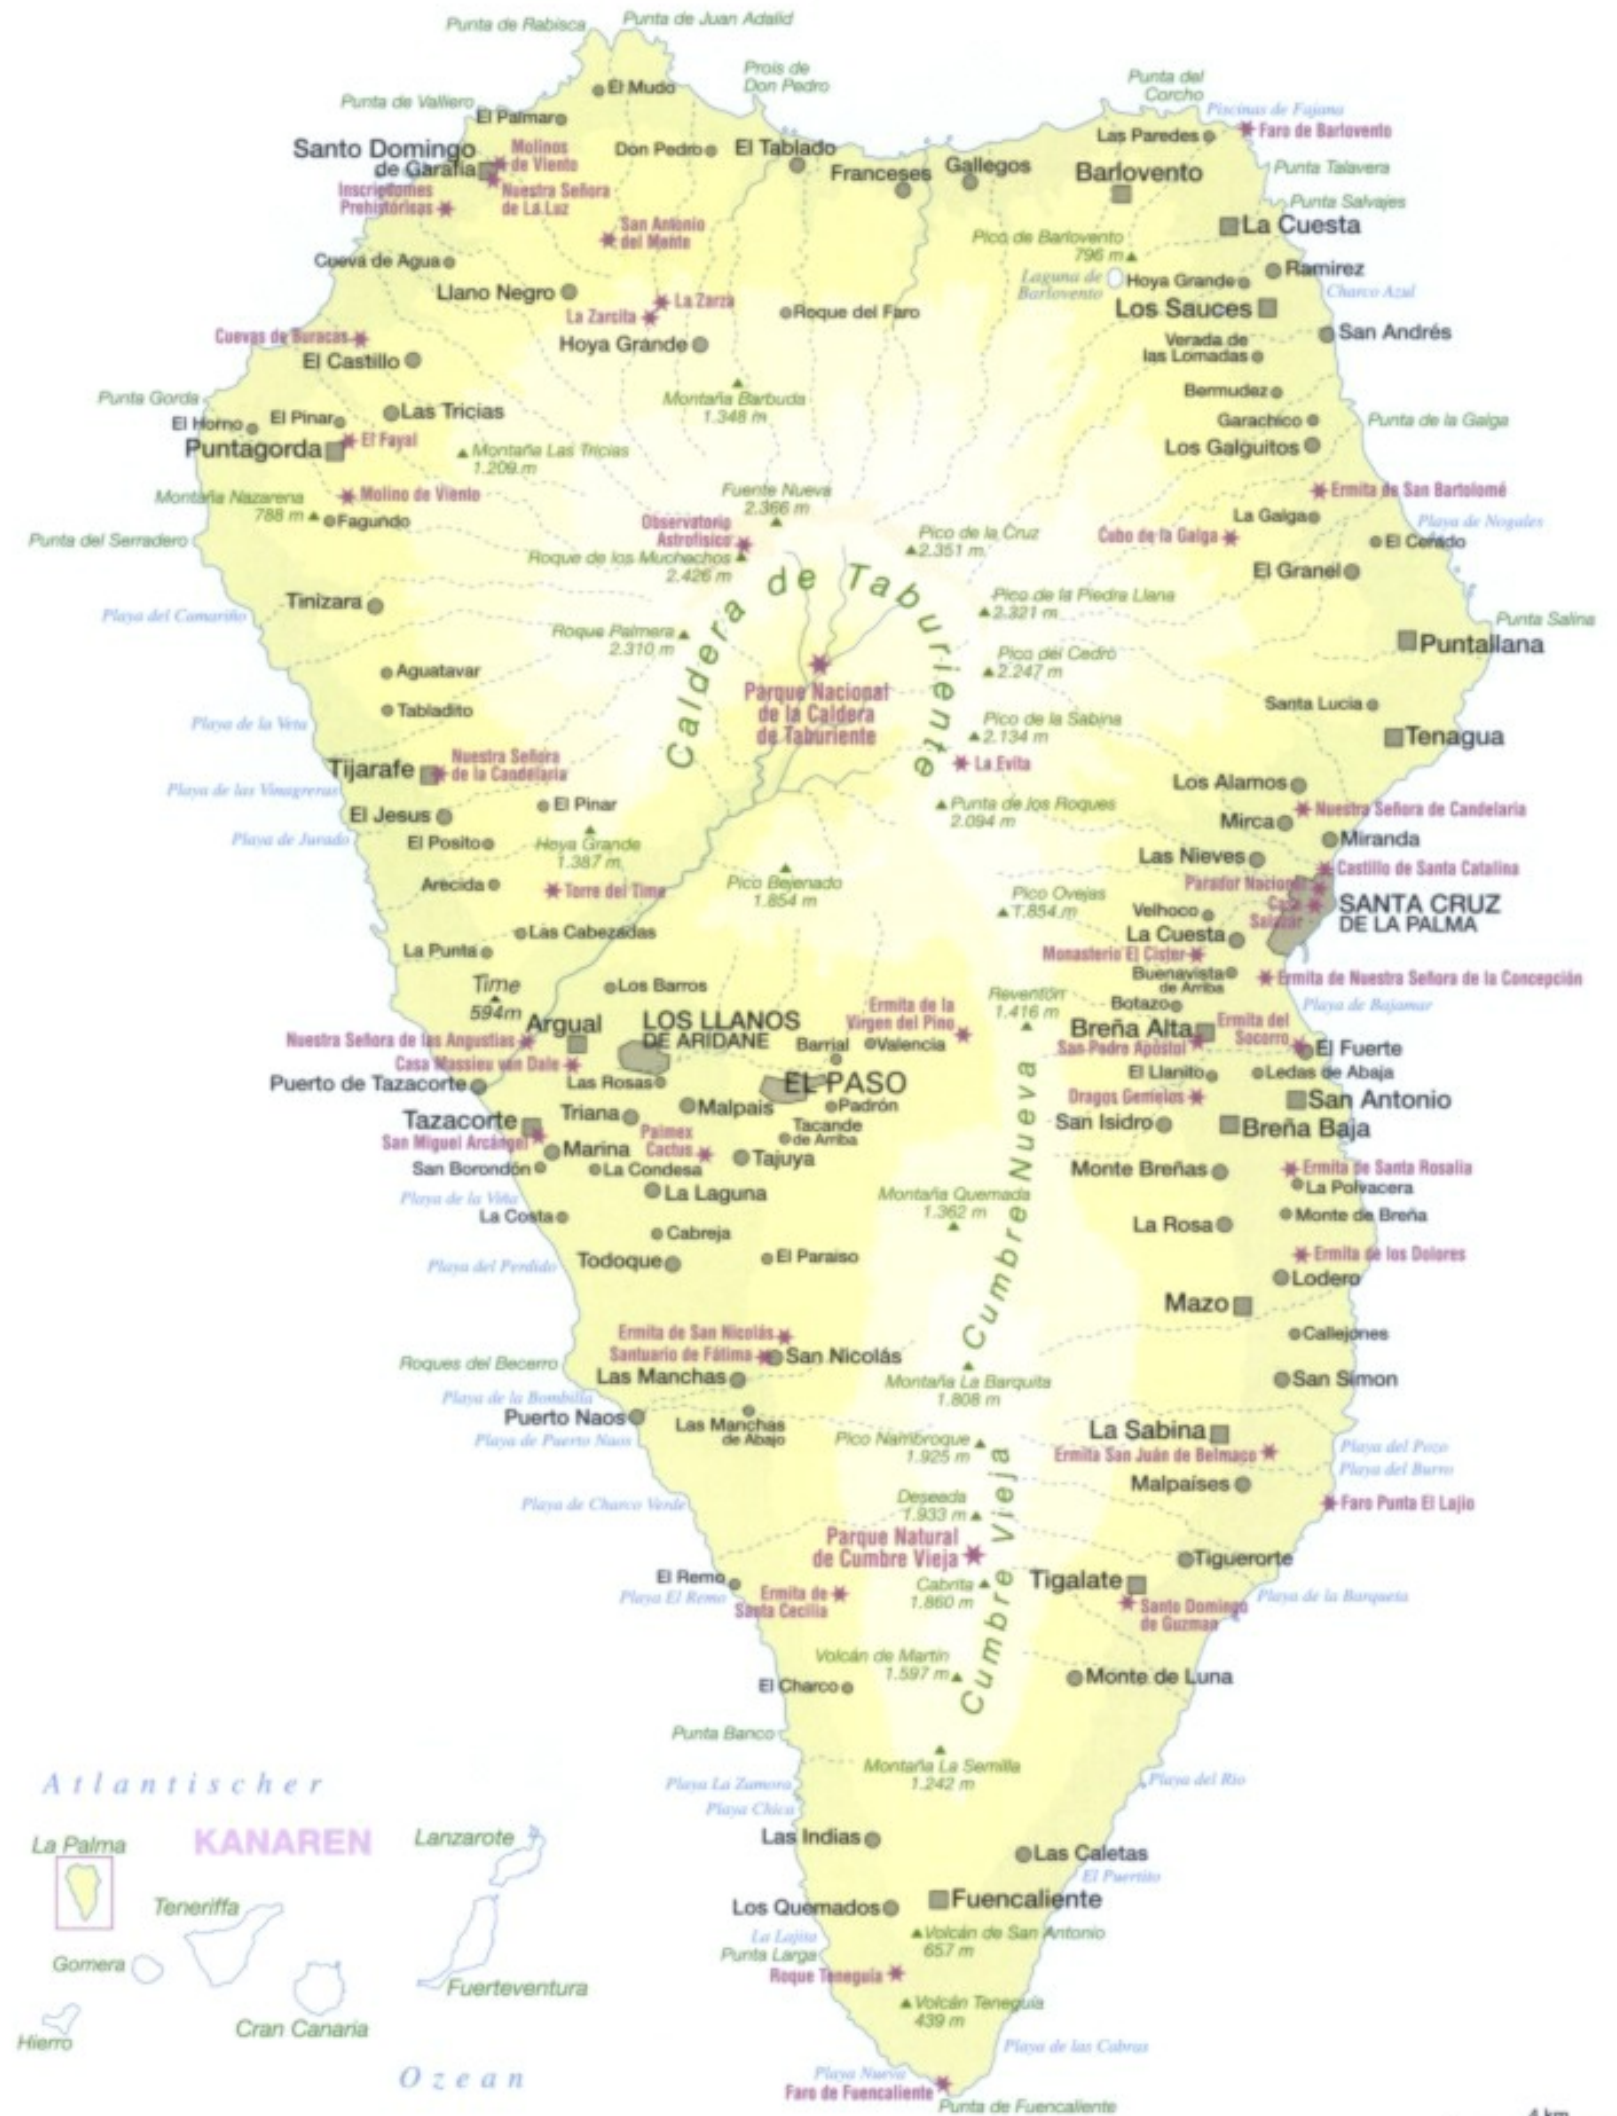 Punta de Rabisca
Punta de Juan Adalid
Prois de
Don Pedro
Punta del
Corcho
El Mudo
Punta de Valliero
El Palmar
Piscinas de Fajana
Faro de Barlovento
Las Paredes
Santo Domingo
de Garafia
Molinos
de Viento
Don Pedro
El Tablado
Franceses
Gallegos
Barlovento
Punta Talavera
Inscriptiomes
Prehistóricas
Nuestra Señora
de La Luz
Punta Salvajes
La Cuesta
San Antonio
del Monte
Pico de Barlovento
796 m
Cueva de Agua
Laguna de
Barlovento
Hoya Grande
Ramirez
Charco Azul
Llano Negro
La Zarza
La Zarcita
Roque del Faro
Los Sauces
San Andrés
Cuevas de Buracas
El Castillo
Hoya Grande
Verada de
las Lomadas
Montaña Barbuda
1.348 m
Bermudez
Punta Gorda
El Horno
El Pinar
Las Tricias
Garachico
Punta de la Galga
Puntagorda
El Fayal
Los Galguitos
Montaña Las Tricias
1.209 m
Montaña Nazarena
788 m
Molino de Viento
Fagundo
Fuente Nueva
2.366 m
Ermita de San Bartolomé
La Galga
Playa de Nogales
Punta del Serradero
Observatorio
Astrofísico
Pico de la Cruz
2.351 m
Cubo de la Galga
El Cerado
Roque de los Muchachos
2.426 m
El Granel
Caldera de Taburiente
Tinizara
Playa del Camariño
Pico de la Piedra Llana
2.321 m
Punta Salina
Roque Palmera
2.310 m
Puntallana
Aguatavar
Pico del Cedro
2.247 m
Parque Nacional
de la Caldera
de Taburiente
Tabladito
Santa Lucia
Playa de la Veta
Pico de la Sabina
2.134 m
Tenagua
Tijarafe
Nuestra Señora
de la Candelaria
La Evita
Playa de las Vinagreras
Los Alamos
El Jesus
El Pinar
Punta de los Roques
2.094 m
Nuestra Señora de Candelaria
Mirca
Playa de Jurado
El Posito
Hoya Grande
1.387 m
Miranda
Las Nieves
Arecida
Torre del Time
Pico Bejenado
1.854 m
Castillo de Santa Catalina
Parador Nacional
Casa
Salazar
Pico Ovejas
1.854 m
SANTA CRUZ
DE LA PALMA
Velhoco
La Cuesta
Las Cabezadas
La Punta
Monasterio El Cister
Buenavista
de Arriba
Ermita de Nuestra Señora de la Concepción
Time
594m
Los Barros
Reventón
1.416 m
Botazo
Playa de Bajamar
Argual
LOS LLANOS
DE ARIDANE
Ermita de la
Virgen del Pino
Breña Alta
Ermita del
Socorro
Nuestra Señora de las Angustias
Barrial
Valencia
San Pedro Apóstol
El Fuerte
Casa Massieu van Dale
Puerto de Tazacorte
Las Rosas
EL PASO
El Llanito
Ledas de Abaja
Cumbre Nueva
Malpais
Padrón
Dragos Gemelos
San Antonio
Tazacorte
Triana
Tacande
de Arriba
San Isidro
Breña Baja
San Miguel Arcángel
Marina
Palmex
Cactus
Tajuya
San Borondón
La Condesa
Monte Breñas
Ermita de Santa Rosalia
La Polvacera
Playa de la Viña
La Laguna
Montaña Quemada
1.362 m
La Costa
Cabreja
La Rosa
Monte de Breña
Todoque
El Paraiso
Ermita de los Dolores
Playa del Perdido
Lodero
Mazo
Ermita de San Nicolás
Callejones
Santuario de Fátima
San Nicolás
Roques del Becerro
Las Manchas
Montaña La Barquita
1.808 m
San Simon
Playa de la Bombilla
Puerto Naos
Las Manchas
de Abajo
La Sabina
Playa de Puerto Naos
Pico Nambroque
1.925 m
Ermita San Juán de Belmaco
Playa del Pozo
Playa del Burro
Malpaíses
Playa de Charco Verde
Deseada
1.933 m
Faro Punta El Lajio
Cumbre Vieja
Parque Natural
de Cumbre Vieja
Tiguerorte
El Remo
Playa El Remo
Ermita de
Santa Cecilia
Cabrita
1.860 m
Tigalate
Playa de la Barqueta
Santo Domingo
de Guzman
Volcán de Martin
1.597 m
El Charco
Monte de Luna
Punta Banco
Montaña La Semilla
1.242 m
Atlantischer
Playa La Zamora
Playa del Rio
Playa Chica
La Palma
KANAREN
Lanzarote
Las Indias
Las Caletas
El Puertito
Teneriffa
Los Quemados
Fuencaliente
La Lajita
Volcán de San Antonio
657 m
Punta Larga
Gomera
Roque Teneguía
Fuerteventura
Volcán Teneguía
439 m
Hierro
Cran Canaria
Playa de las Cabras
Ozean
Playa Nueva
Faro de Fuencaliente
Punta de Fuencaliente
4 km